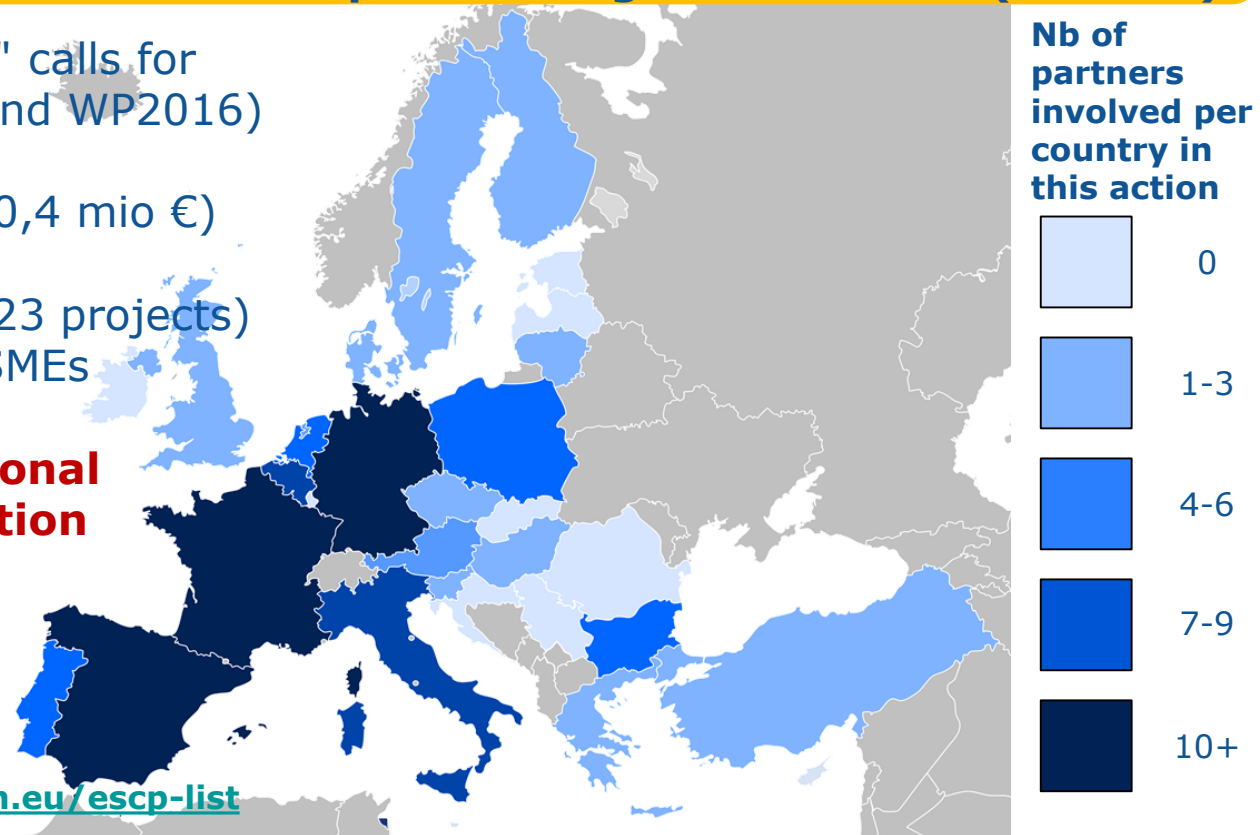 " calls for
nd WP2016)
0,4 mio €)
23 projects)
SMEs
onal
tion
n.eu/escp-list
Nb of
partners
involved per
country in
this action
0
1-3
4-6
7-9
10+